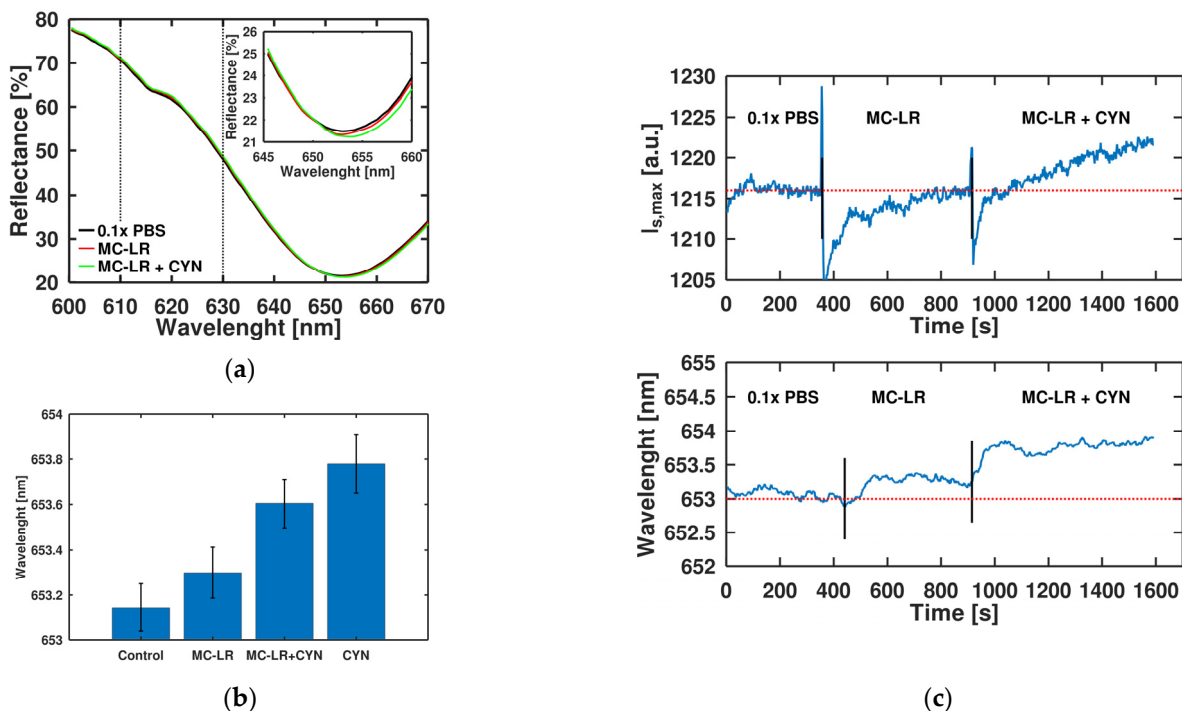 80
70
60
50
40
30
20
Reflectance [%]
600 610 620 630 640 650 660 670
Wavelenght [nm]
0.1x PBS
MC-LR
MC-LR + CYN
26
25
24
23
22
21
Reflectance [%]
645 650 655 660
Wavelenght [nm]
(a)
654
653.8
653.6
653.4
653.2
653
Wavelenght [nm]
Control MC-LR MC-LR+CYN CYN
(b)
1230
1225
1220
1215
1210
1205
I_s,max [a.u.]
0.1x PBS MC-LR MC-LR + CYN
0 200 400 600 800 1000 1200 1400 1600
Time [s]
655
654.5
654
653.5
653
652.5
652
Wavelenght [nm]
0.1x PBS MC-LR MC-LR + CYN
0 200 400 600 800 1000 1200 1400 1600
Time [s]
(c)